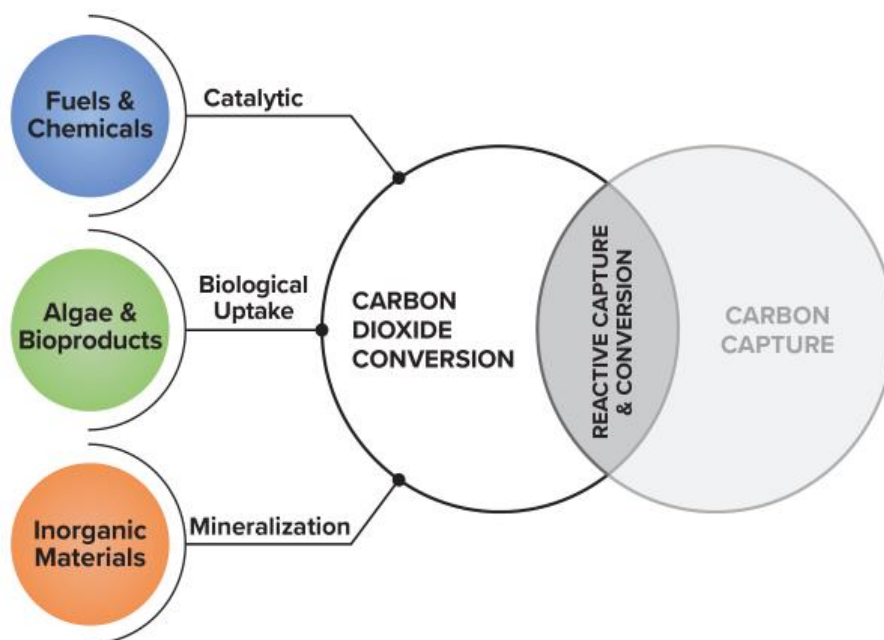 Fuels &
Chemicals
Catalytic
Algae &
Bioproducts
Biological
Uptake
Inorganic
Materials
Mineralization
CARBON
DIOXIDE
CONVERSION
REACTIVE CAPTURE
& CONVERSION
CARBON
CAPTURE